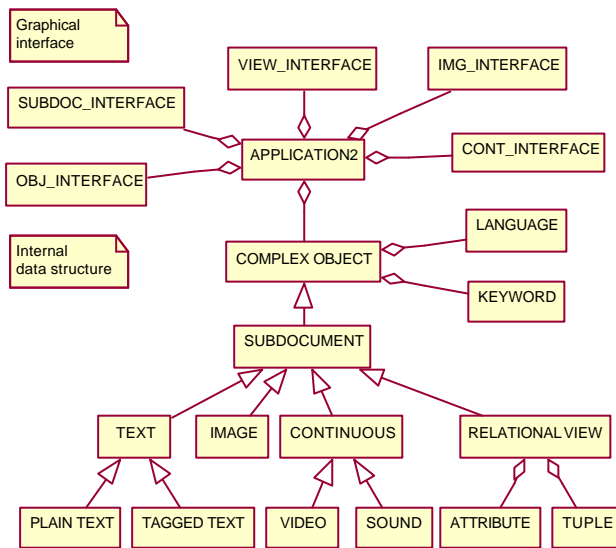 Graphical
interface
VIEW_INTERFACE
IMG_INTERFACE
SUBDOC_INTERFACE
APPLICATION2
CONT_INTERFACE
OBJ_INTERFACE
Internal
data structure
COMPLEX OBJECT
LANGUAGE
KEYWORD
SUBDOCUMENT
TEXT
IMAGE
CONTINUOUS
RELATIONAL VIEW
PLAIN TEXT
TAGGED TEXT
VIDEO
SOUND
ATTRIBUTE
TUPLE